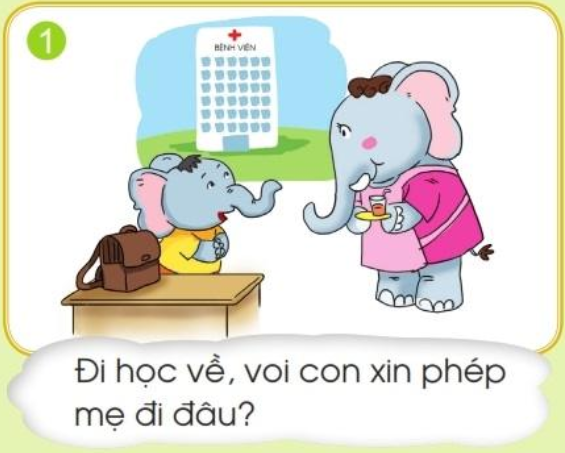 1
BỆNH VIỆN
Đi học về, voi con xin phép
mẹ đi đâu?